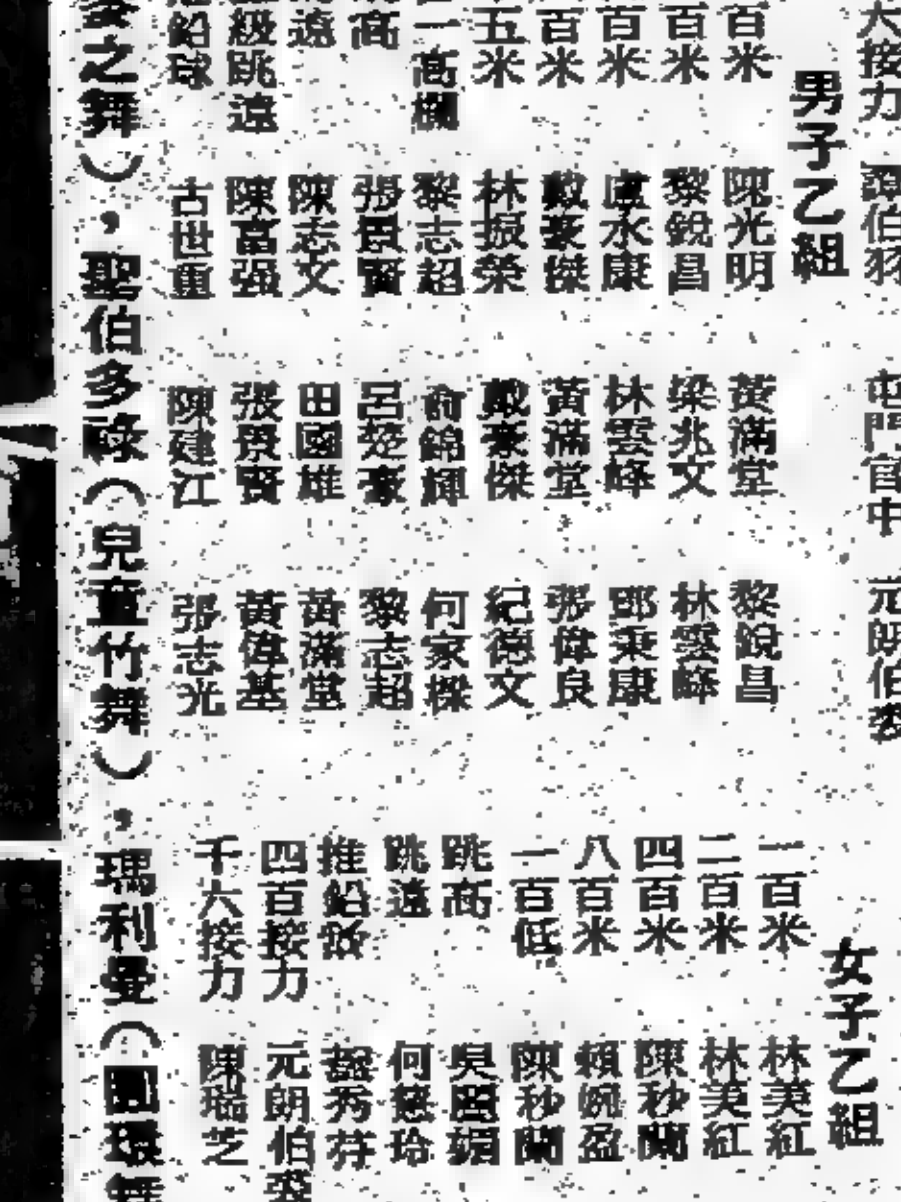 大接力 伯
屯門官中
元朗伯裘
男子乙組
百米 陳光明 黃滿堂 黎銳昌
百米 黎銳昌 梁兆文 林雲峰
百米 盧水康 林雲峰 鄧秉康
百米 戴豪傑 黃滿堂 張偉良
五米 林振榮 戴豪傑 紀德文
一高欄 黎志超 俞錦輝 何家樑
高 張景賢 呂楚豪 黎志超
遠 陳志文 田國雄 黃滿堂
級跳遠 陳富强 張景賢 黃偉基
鉛球 古世重 陳建江 張志光
女子乙組
一百米 林美紅
二百米 林美紅
四百米 陳秒蘭
八百米 賴婉盈
一百低 陳秒蘭
跳高 吳 媚
跳遠 何慧玲
推鉛 秀芬
四百接力 元朗伯裘
千六接力 陳瑞芝
之舞），聖伯多祿（兒童竹舞），瑪利曼（圓環舞